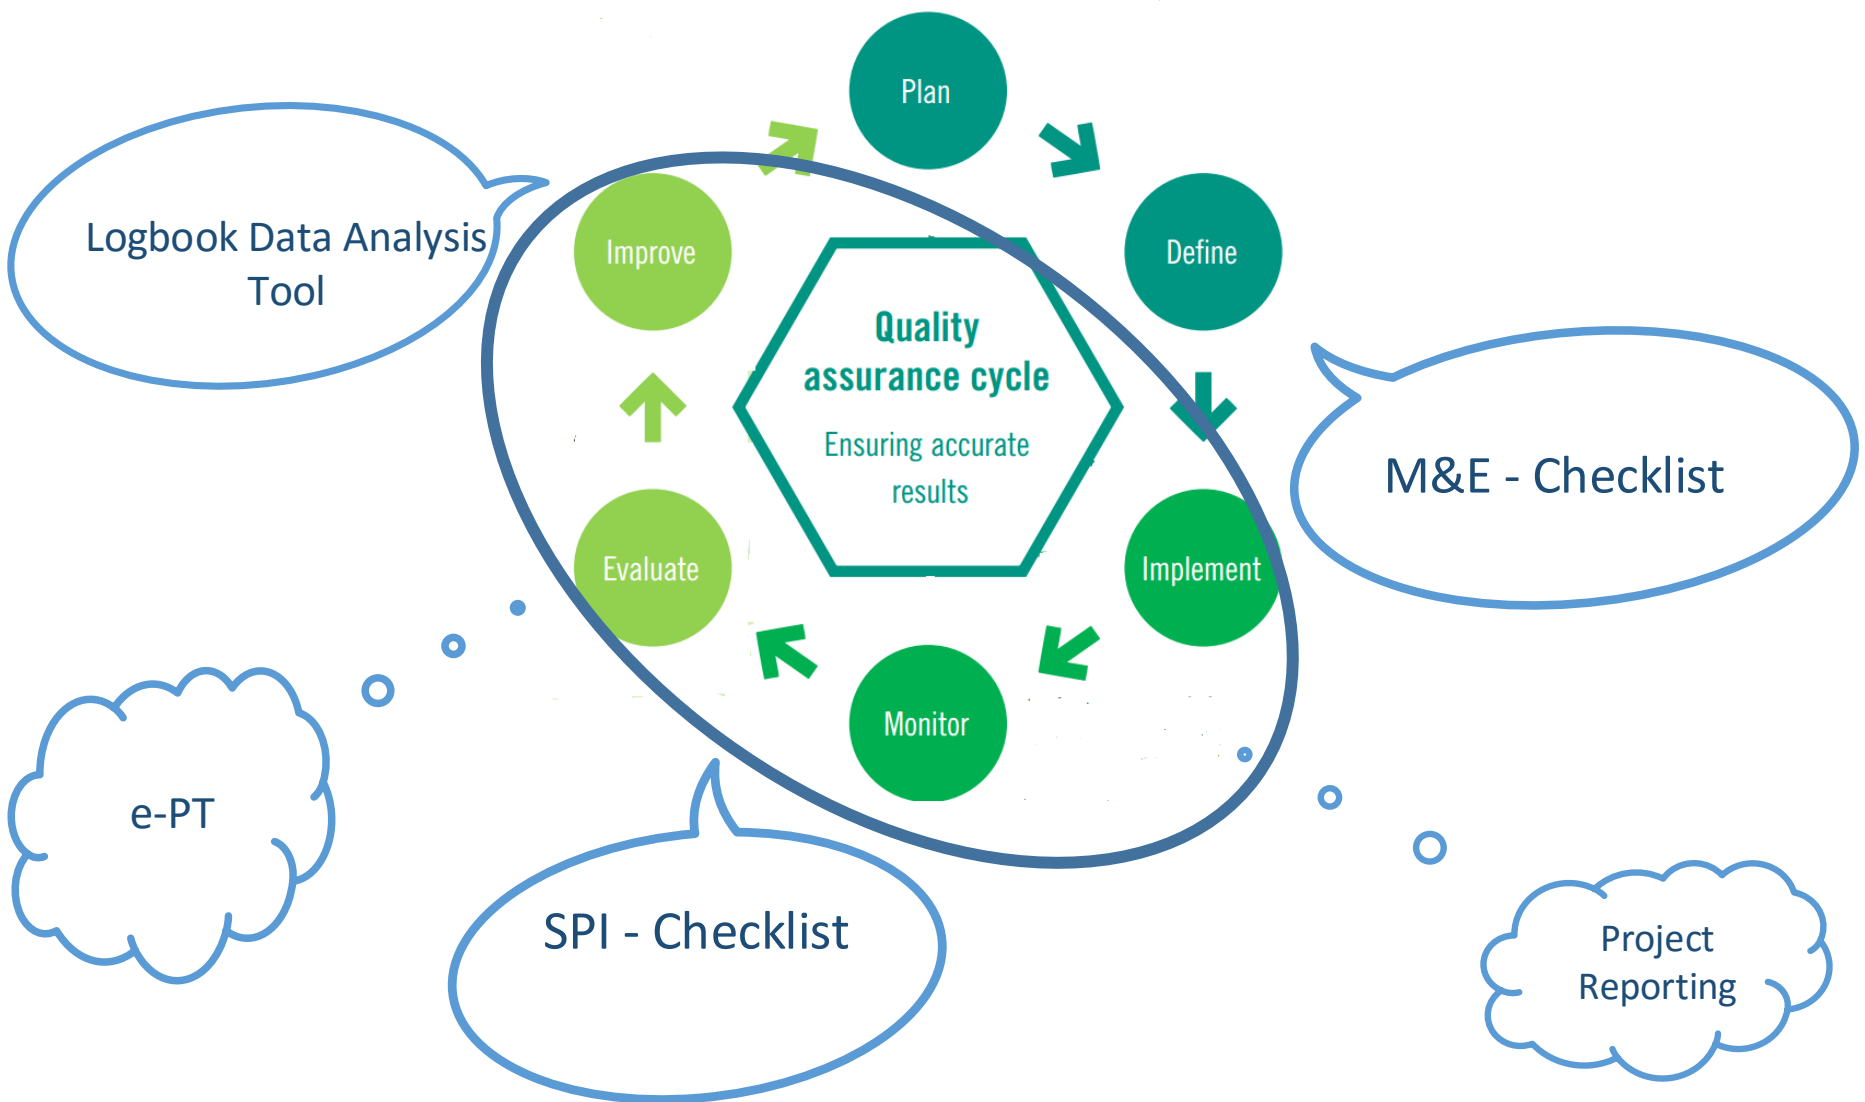 Plan
Logbook Data Analysis
Tool
Improve
Define
Quality
assurance cycle
Ensuring accurate
results
M&E - Checklist
Evaluate
Implement
Monitor
e-PT
SPI - Checklist
Project
Reporting